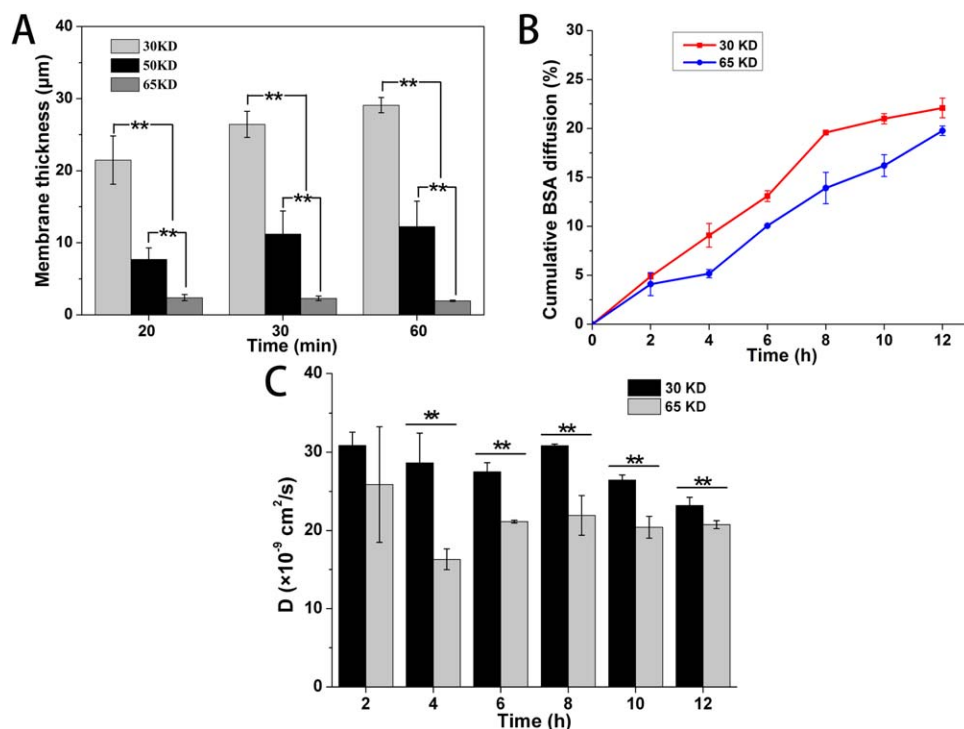 A
Membrane thickness (μm)
40
30
20
10
0
30KD
50KD
65KD
**
**
**
**
**
**
20
30
60
Time (min)
B
Cumulative BSA diffusion (%)
30
25
20
15
10
5
0
30 KD
65 KD
0
2
4
6
8
10
12
Time (h)
C
D (×10⁻⁹ cm²/s)
40
30
20
10
0
30 KD
65 KD
**
**
**
**
**
2
4
6
8
10
12
Time (h)